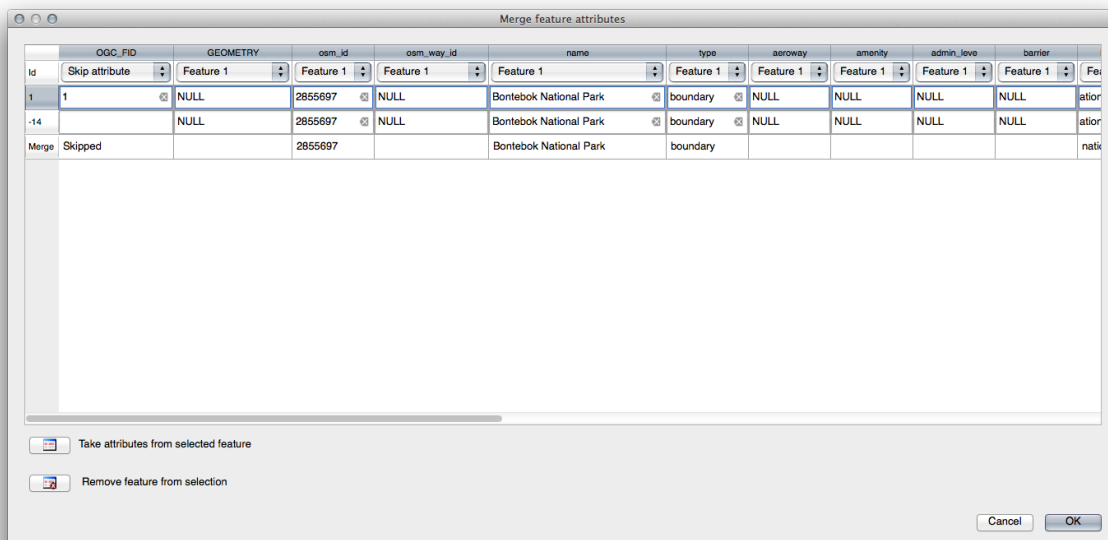 Merge feature attributes
OGC_FID GEOMETRY osm_id osm_way_id name type aeroway amenity admin_leve barrier
Id Skip attribute Feature 1 Feature 1 Feature 1 Feature 1 Feature 1 Feature 1 Feature 1 Feature 1 Feature 1
1 1 NULL 2855697 NULL Bontebok National Park boundary NULL NULL NULL NULL
-14 NULL 2855697 NULL Bontebok National Park boundary NULL NULL NULL NULL
Merge Skipped 2855697 Bontebok National Park boundary
Take attributes from selected feature
Remove feature from selection
Cancel OK